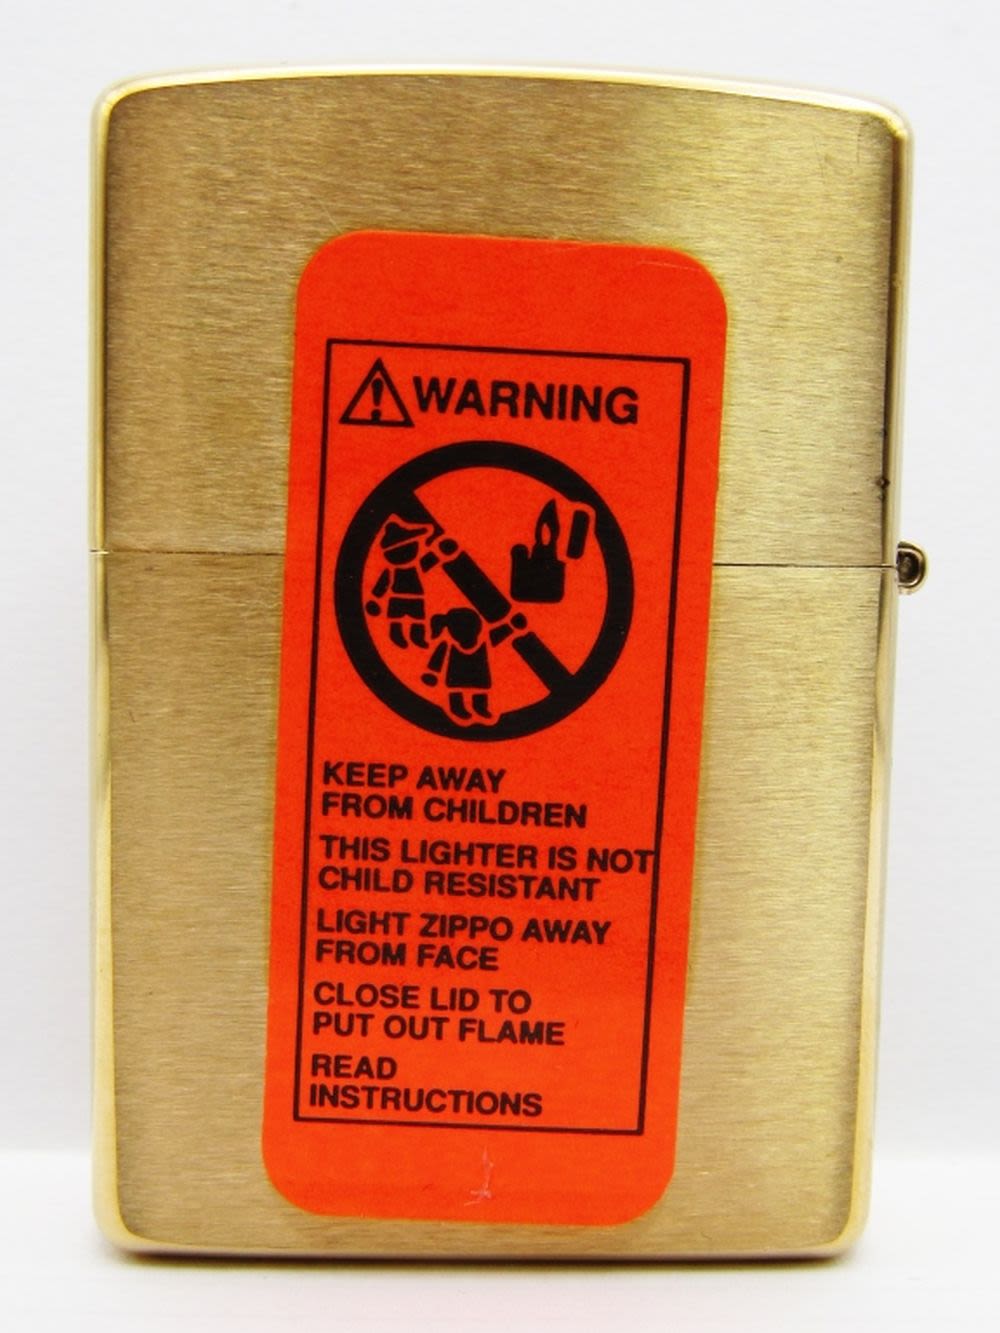 WARNING
KEEP AWAY
FROM CHILDREN
THIS LIGHTER IS NOT
CHILD RESISTANT
LIGHT ZIPPO AWAY
FROM FACE
CLOSE LID TO
PUT OUT FLAME
READ
INSTRUCTIONS